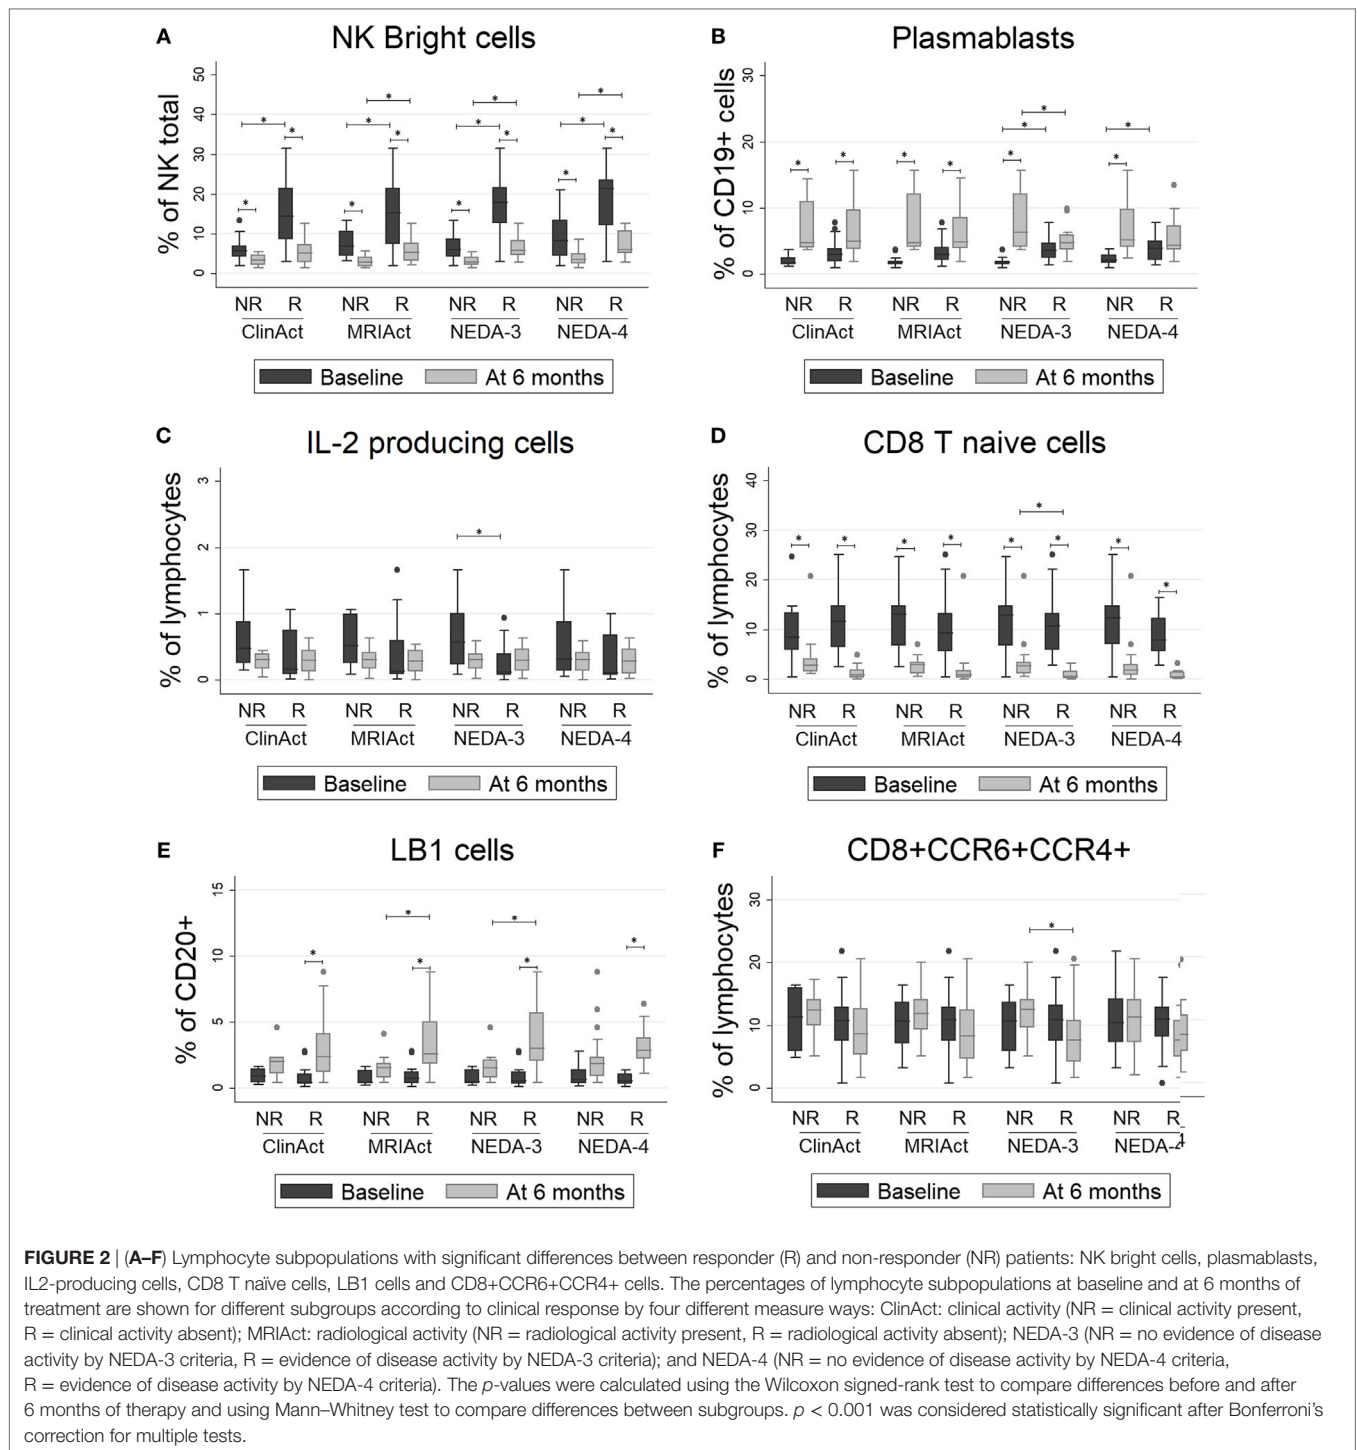 A NK Bright cells
% of NK total
50
40
30
20
10
0
* * * * * * * * * * * * * * *
NR R NR R NR R NR R
ClinAct MRIAct NEDA-3 NEDA-4
Baseline At 6 months
B Plasmablasts
% of CD19+ cells
30
20
10
0
* * * * * * * * *
NR R NR R NR R NR R
ClinAct MRIAct NEDA-3 NEDA-4
Baseline At 6 months
C IL-2 producing cells
% of lymphocytes
3
2
1
0
*
NR R NR R NR R NR R
ClinAct MRIAct NEDA-3 NEDA-4
Baseline At 6 months
D CD8 T naive cells
% of lymphocytes
40
30
20
10
0
* * * * * * * * *
NR R NR R NR R NR R
ClinAct MRIAct NEDA-3 NEDA-4
Baseline At 6 months
E LB1 cells
% of CD20+
15
10
5
0
* * * * * *
NR R NR R NR R NR R
ClinAct MRIAct NEDA-3 NEDA-4
Baseline At 6 months
F CD8+CCR6+CCR4+
% of lymphocytes
30
20
10
0
*
NR R NR R NR R NR R
ClinAct MRIAct NEDA-3 NEDA-4
Baseline At 6 months
FIGURE 2 | (A–F) Lymphocyte subpopulations with significant differences between responder (R) and non-responder (NR) patients: NK bright cells, plasmablasts,
IL2-producing cells, CD8 T naïve cells, LB1 cells and CD8+CCR6+CCR4+ cells. The percentages of lymphocyte subpopulations at baseline and at 6 months of
treatment are shown for different subgroups according to clinical response by four different measure ways: ClinAct: clinical activity (NR = clinical activity present,
R = clinical activity absent); MRIAct: radiological activity (NR = radiological activity present, R = radiological activity absent); NEDA-3 (NR = no evidence of disease
activity by NEDA-3 criteria, R = evidence of disease activity by NEDA-3 criteria); and NEDA-4 (NR = no evidence of disease activity by NEDA-4 criteria,
R = evidence of disease activity by NEDA-4 criteria). The p-values were calculated using the Wilcoxon signed-rank test to compare differences before and after
6 months of therapy and using Mann–Whitney test to compare differences between subgroups. p < 0.001 was considered statistically significant after Bonferroni’s
correction for multiple tests.